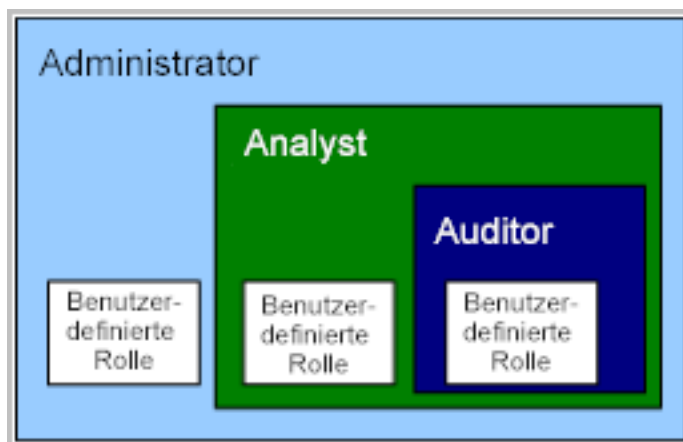 Administrator
Analyst
Auditor
Benutzer-
definierte
Rolle
Benutzer-
definierte
Rolle
Benutzer-
definierte
Rolle